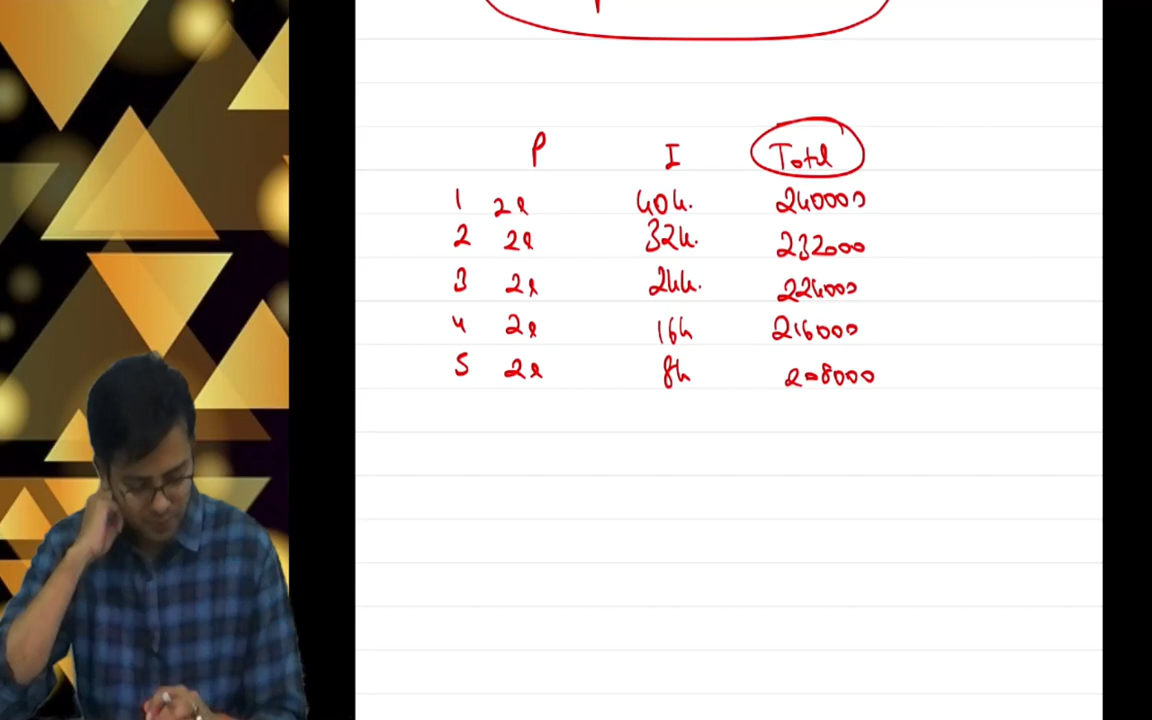 P I Total
1 2l 40k. 240000
2 2l 32k. 232000
3 2l 24k. 224000
4 2l 16k 216000
5 2l 8k 208000